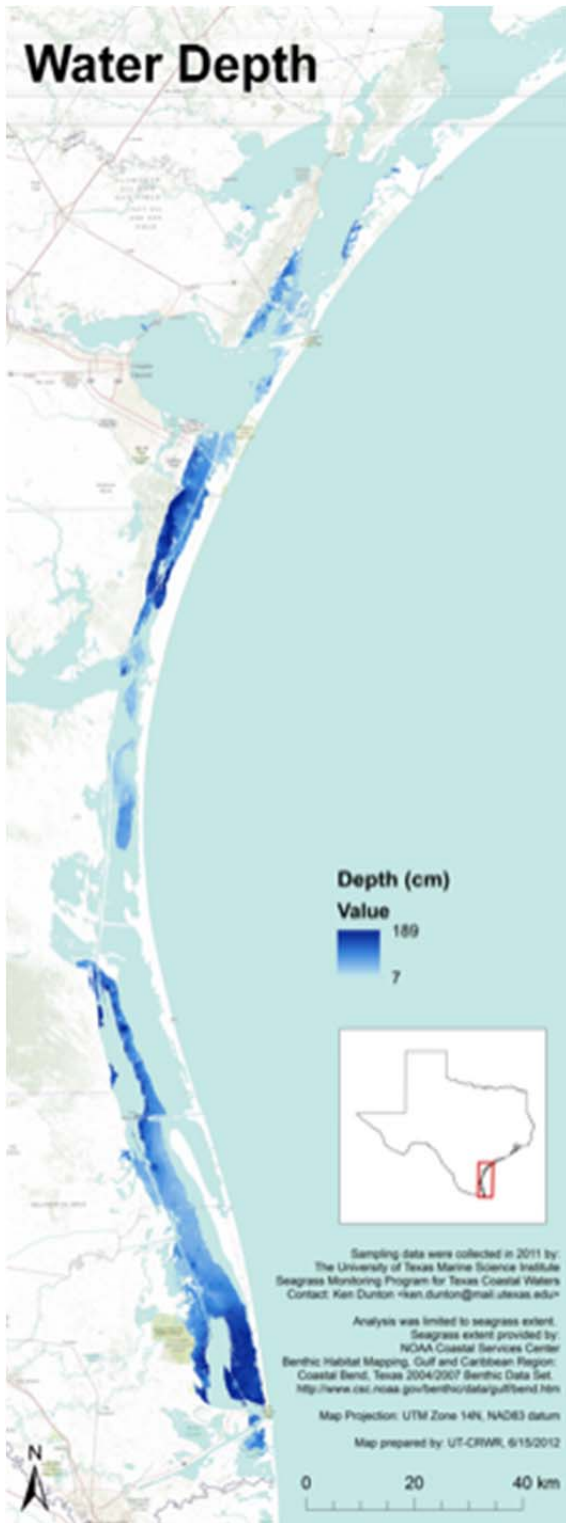 Water Depth
Depth (cm)
Value
189
7
Sampling data were collected in 2011 by:
The University of Texas Marine Science Institute
Seagrass Monitoring Program for Texas Coastal Waters
Contact: Ken Dunton <ken.dunton@mail.utexas.edu>
Analysis was limited to seagrass extent.
Seagrass extent provided by:
NOAA Coastal Services Center
Benthic Habitat Mapping, Gulf and Caribbean Region:
Coastal Bend, Texas 2004/2007 Benthic Data Set.
http://www.csc.noaa.gov/benthic/data/gulf/bend.htm
Map Projection: UTM Zone 14N, NAD83 datum
Map prepared by: UT-CRWR, 6/15/2012
N
0 20 40 km